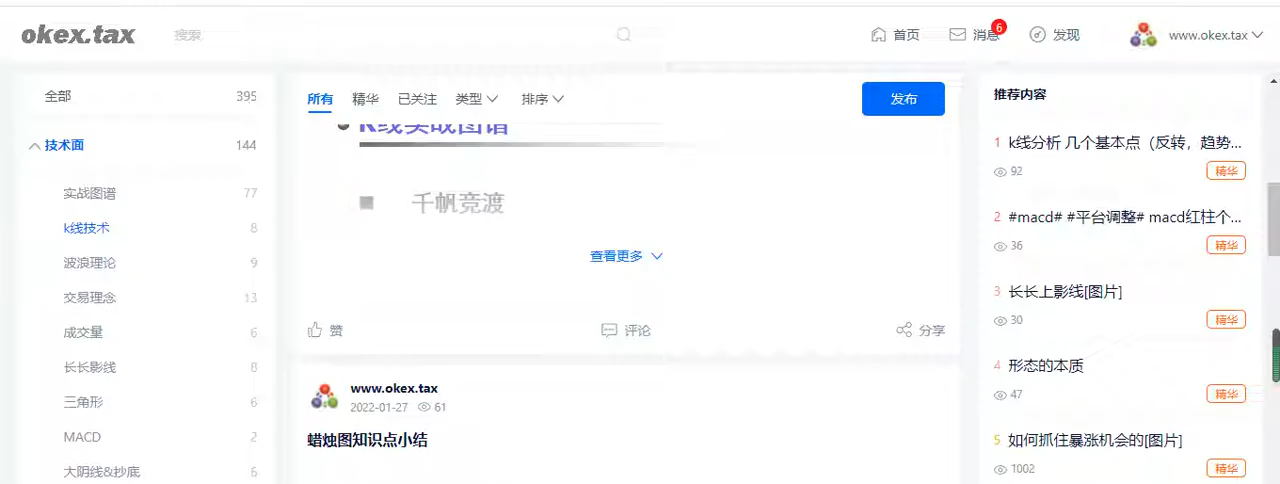 okex.tax
搜索
首页
消息 6
发现
www.okex.tax
全部 395
技术面 144
实战图谱 77
k线技术 8
波浪理论 9
交易理念 13
成交量 6
长长影线 8
三角形 6
MACD 2
大阴线&抄底 6
所有 精华 已关注 类型 排序
发布
K线实战图谱
千帆竞渡
查看更多
赞 评论 分享
www.okex.tax
2022-01-27 61
蜡烛图知识点小结
推荐内容
1 k线分析 几个基本点（反转，趋势...
92 精华
2 #macd# #平台调整# macd红柱个...
36 精华
3 长长上影线[图片]
30 精华
4 形态的本质
47 精华
5 如何抓住暴涨机会的[图片]
1002 精华